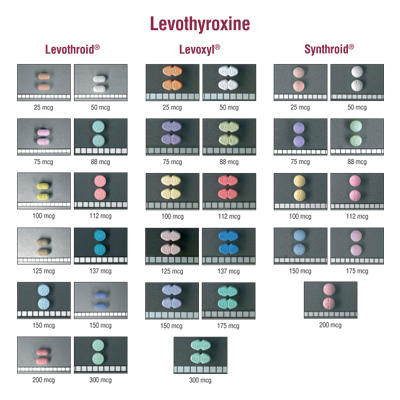 Levothyroxine
Levothroid® Levoxyl® Synthroid®
25 mcg 50 mcg 25 mcg 50 mcg 25 mcg 50 mcg
75 mcg 88 mcg 75 mcg 88 mcg 75 mcg 88 mcg
100 mcg 112 mcg 100 mcg 112 mcg 100 mcg 112 mcg
125 mcg 137 mcg 125 mcg 137 mcg 150 mcg 175 mcg
150 mcg 150 mcg 150 mcg 175 mcg 200 mcg
200 mcg 300 mcg 300 mcg